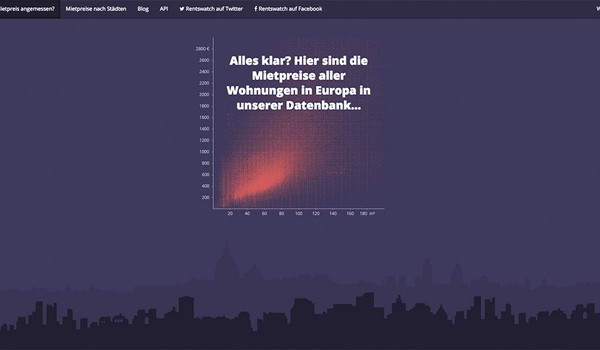 ietpreis angemessen? Mietpreise nach Städten Blog API Rentswatch auf Twitter Rentswatch auf Facebook W
2800 €
Alles klar? Hier sind die
Mietpreise aller
Wohnungen in Europa in
unserer Datenbank...
2600
2400
2200
2000
1800
1600
1400
1200
1000
800
600
400
200
20 40 60 80 100 120 140 160 180 m²